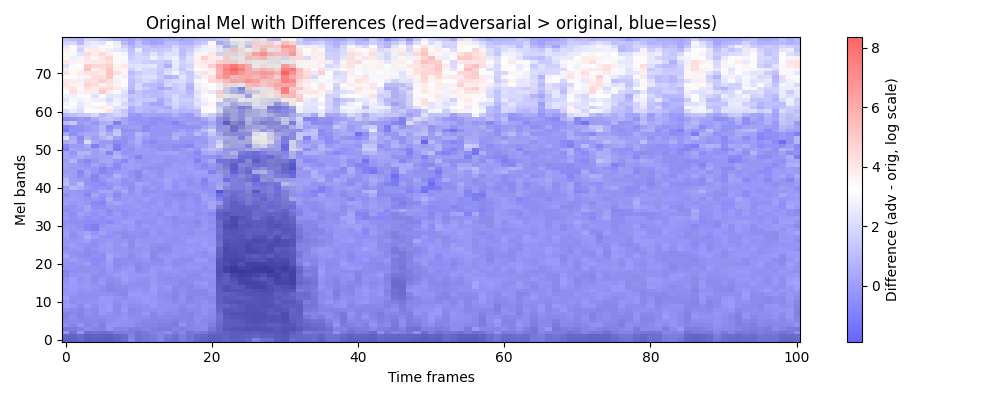 Original Mel with Differences (red=adversarial > original, blue=less)
Mel bands
70
60
50
40
30
20
10
0
0 20 40 60 80 100
Time frames
8
6
4
2
0
Difference (adv - orig, log scale)